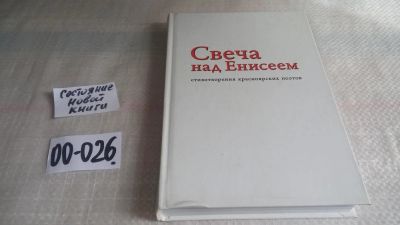 Состояние
новой
книги
00-026.
Свеча
над Енисеем
стихотворения красноярских поэтов